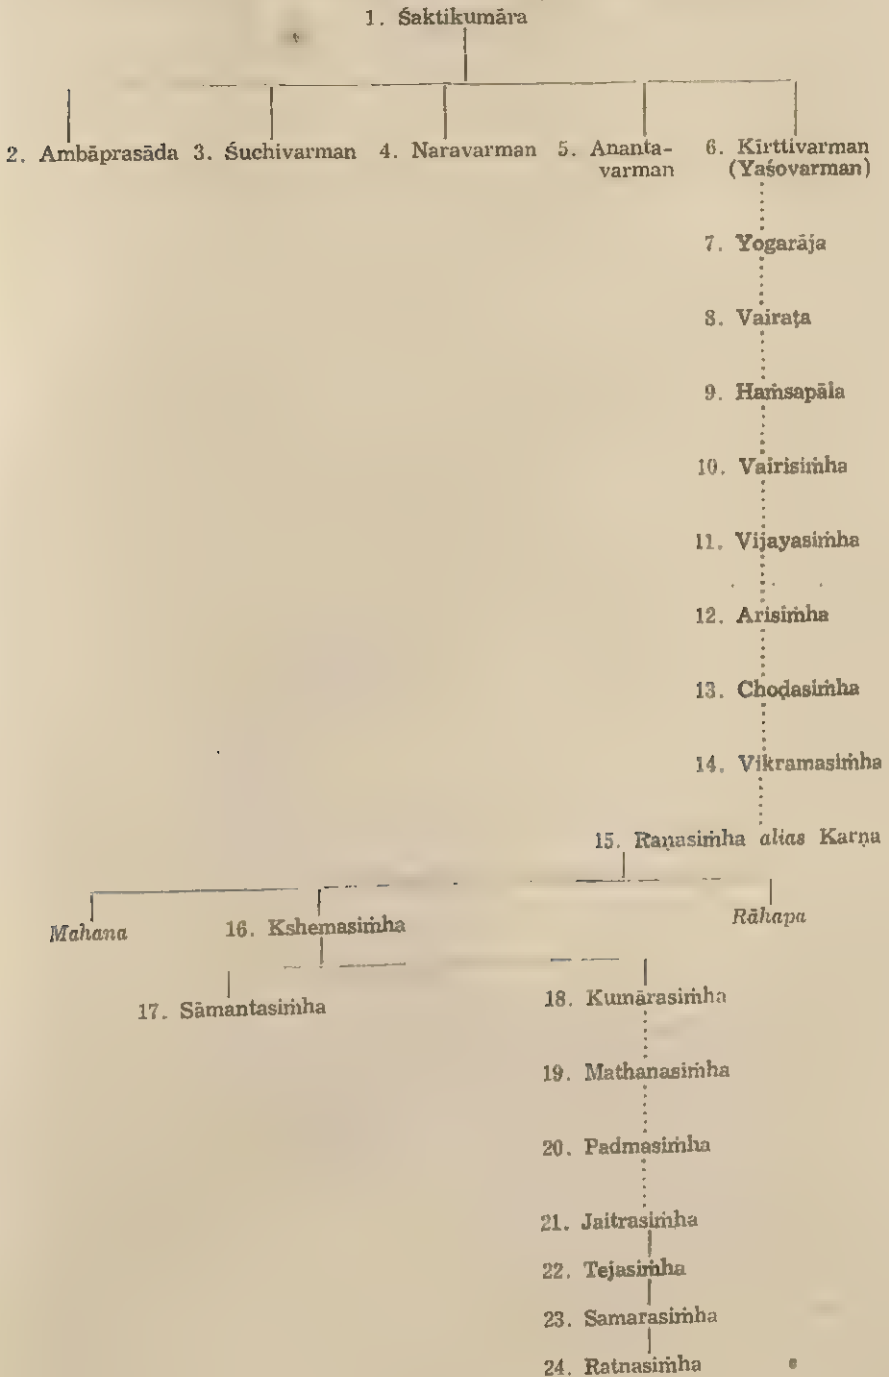 1. Śaktikumāra
2. Ambāprasāda 3. Śuchivarman 4. Naravarman 5. Ananta-
varman 6. Kīrttivarman
(Yaśovarman)
7. Yogarāja
8. Vairaṭa
9. Haṁsapāla
10. Vairisiṁha
11. Vijayasiṁha
12. Arisiṁha
13. Choḍasiṁha
14. Vikramasiṁha
15. Raṇasiṁha alias Karṇa
Mahana 16. Kshemasiṁha Rāhapa
17. Sāmantasiṁha 18. Kumārasiṁha
19. Mathanasiṁha
20. Padmasiṁha
21. Jaitrasiṁha
22. Tejasiṁha
23. Samarasiṁha
24. Ratnasiṁha